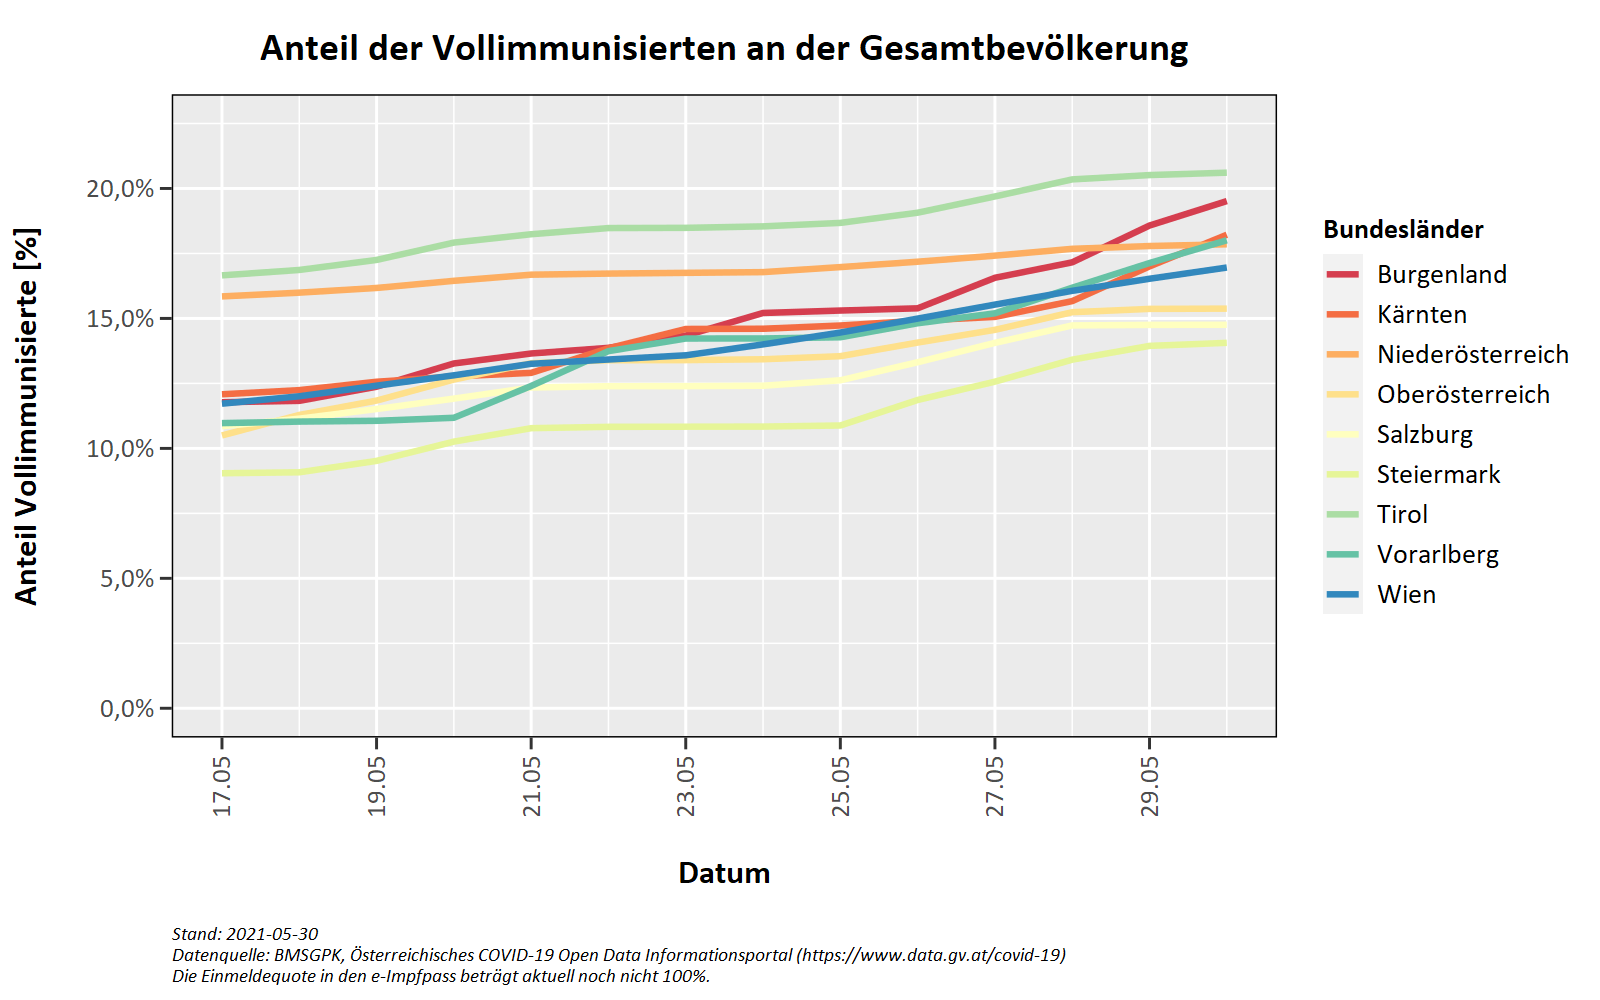 Anteil der Vollimmunisierten an der Gesamtbevölkerung
Anteil Vollimmunisierte [%]
20,0%
15,0%
10,0%
5,0%
0,0%
17.05
19.05
21.05
23.05
25.05
27.05
29.05
Datum
Bundesländer
Burgenland
Kärnten
Niederösterreich
Oberösterreich
Salzburg
Steiermark
Tirol
Vorarlberg
Wien
Stand: 2021-05-30
Datenquelle: BMSGPK, Österreichisches COVID-19 Open Data Informationsportal (https://www.data.gv.at/covid-19)
Die Einmeldequote in den e-Impfpass beträgt aktuell noch nicht 100%.